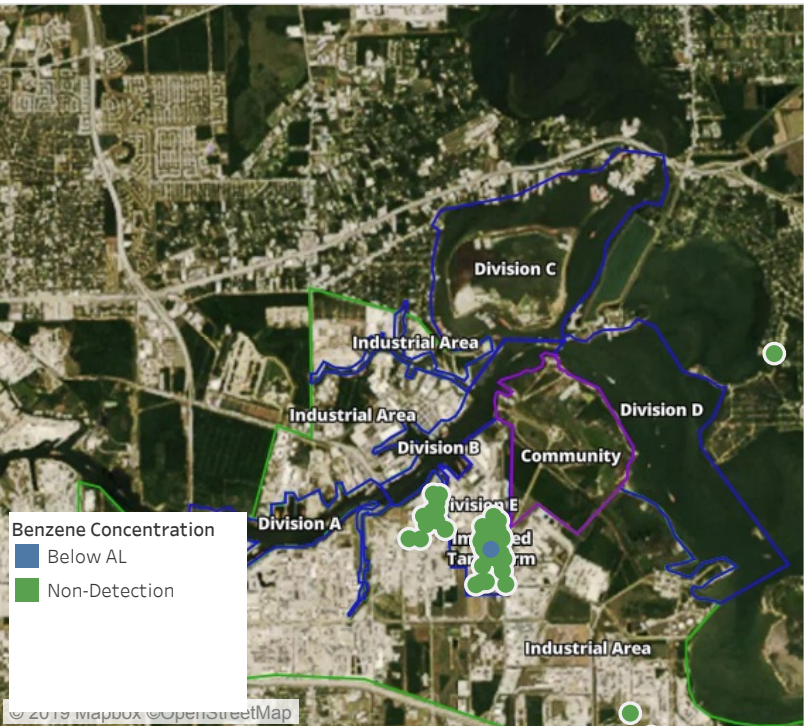 Division C
Industrial Area
Division D
Industrial Area
Division B
Community
Division A
Benzene Concentration
Below AL
Non-Detection
Industrial Area
© 2019 Mapbox ©OpenStreetMap